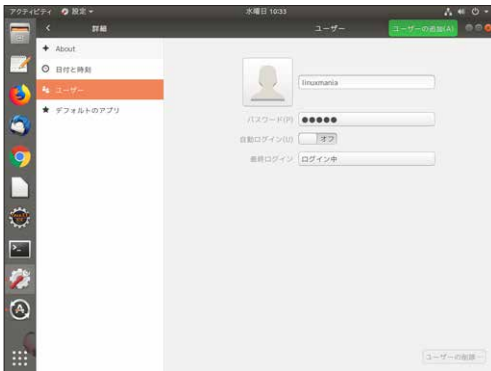 アクティビティ 設定 水曜日 10:33
詳細 ユーザー ユーザーの追加(A)
About
日付と時刻
ユーザー
デフォルトのアプリ
linuxmania
パスワード(P) ●●●●●
自動ログイン(U) オフ
最終ログイン ログイン中
ユーザーの削除…